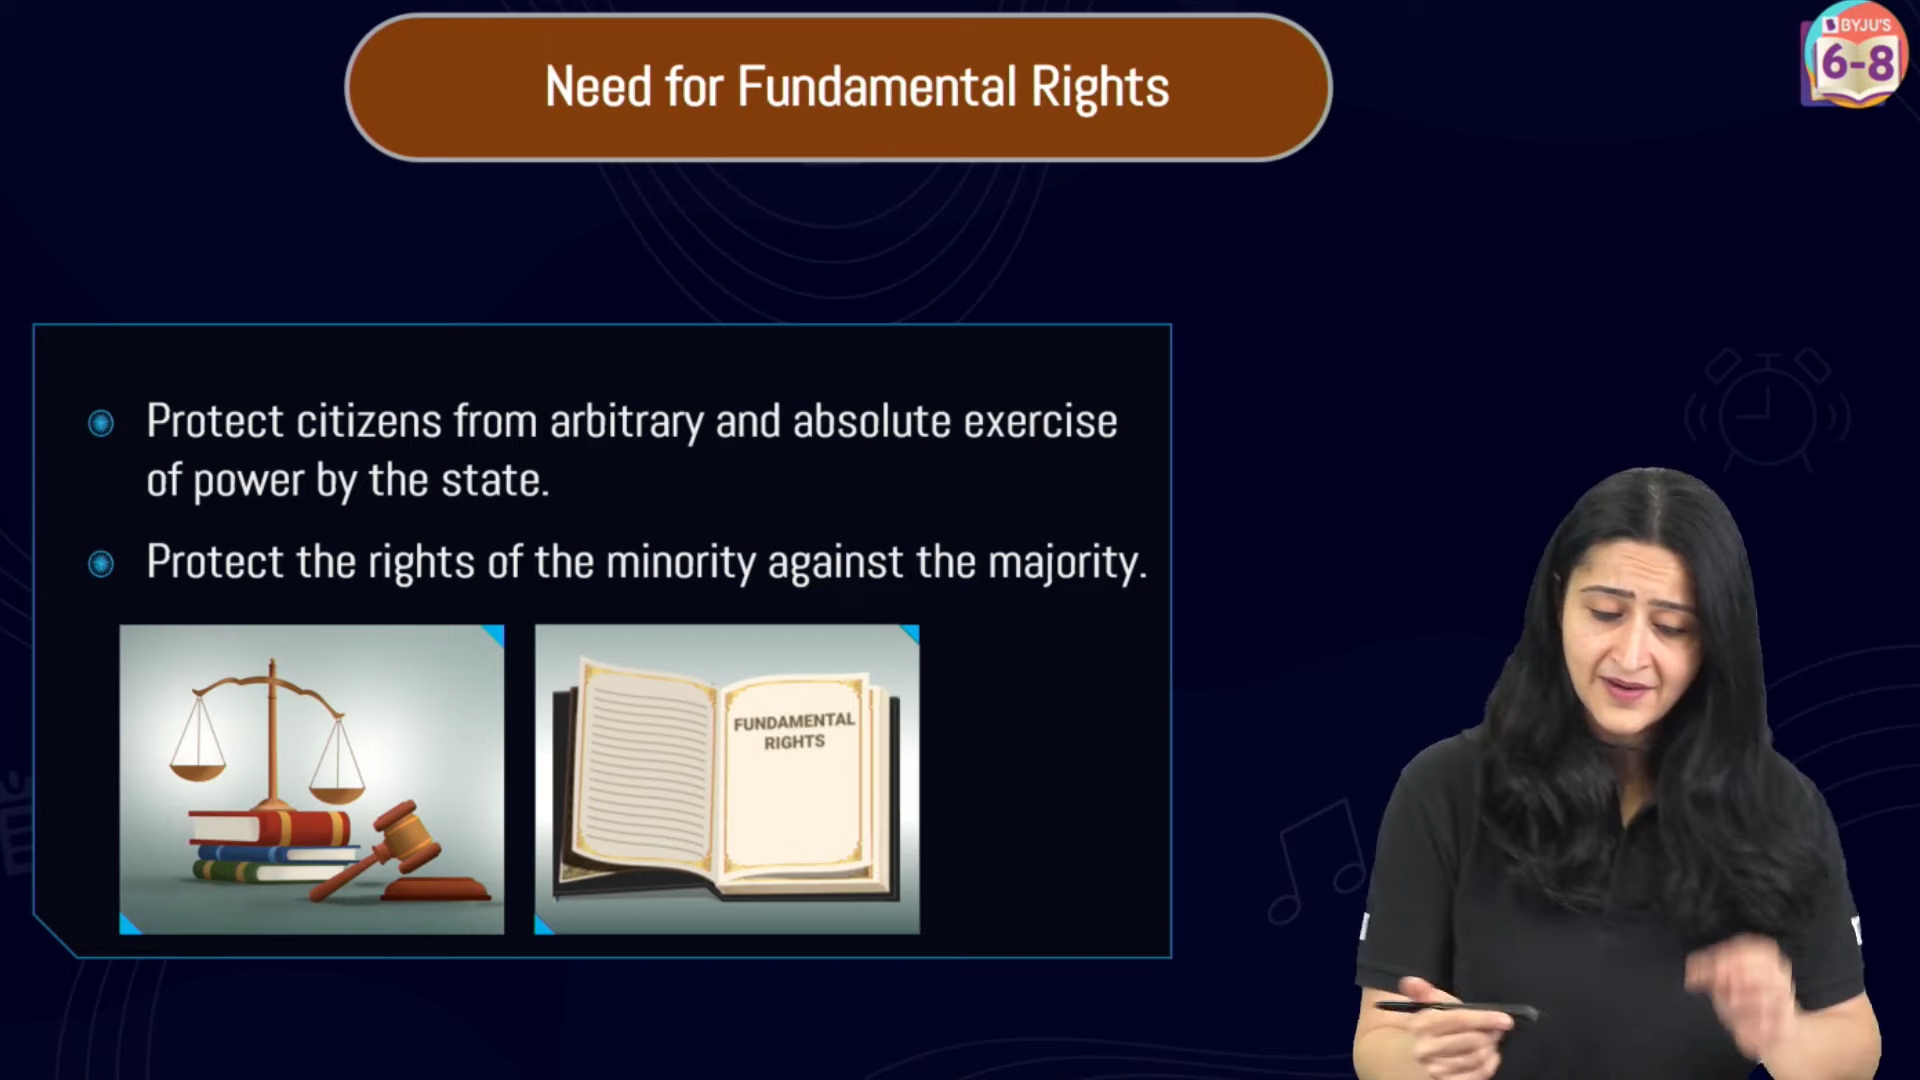 Need for Fundamental Rights
BYJU'S
6-8
Protect citizens from arbitrary and absolute exercise
of power by the state.
Protect the rights of the minority against the majority.
FUNDAMENTAL
RIGHTS